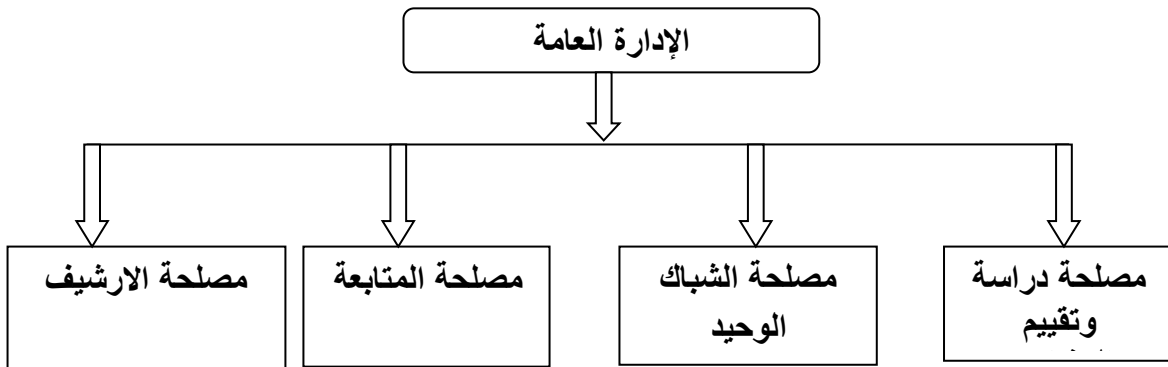 الإدارة العامة
مصلحة دراسة
وتقييم
مصلحة الشباك
الوحيد
مصلحة المتابعة
مصلحة الارشيف